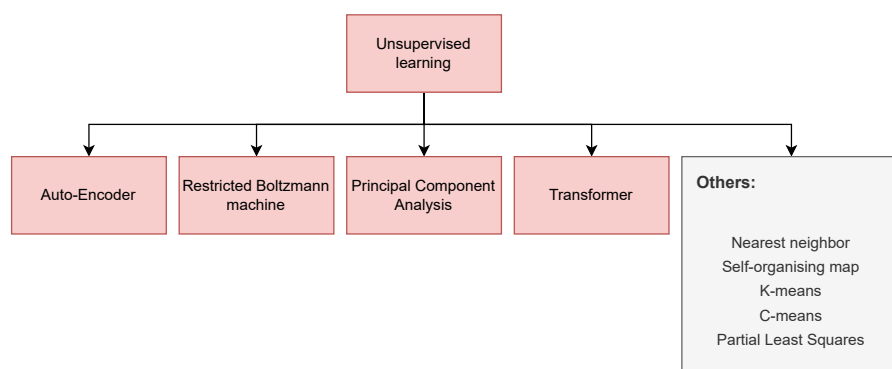 Unsupervised
learning
Auto-Encoder
Restricted Boltzmann
machine
Principal Component
Analysis
Transformer
Others:
Nearest neighbor
Self-organising map
K-means
C-means
Partial Least Squares